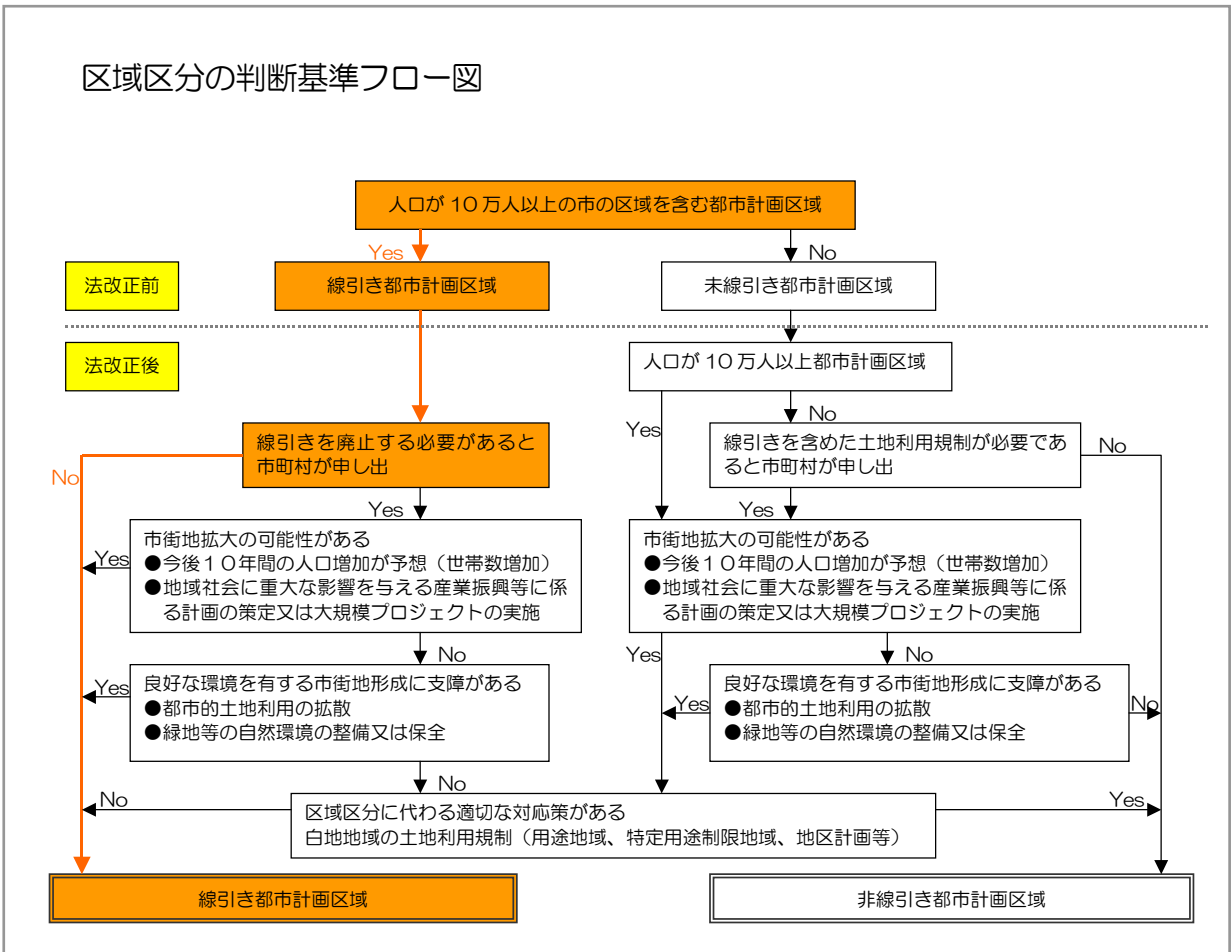 区域区分の判断基準フロー図
人口が10万人以上の市の区域を含む都市計画区域
Yes
No
法改正前
線引き都市計画区域
未線引き都市計画区域
法改正後
人口が10万人以上都市計画区域
No
Yes
線引きを廃止する必要があると
市町村が申し出
線引きを含めた土地利用規制が必要であ
ると市町村が申し出
No
No
Yes
Yes
市街地拡大の可能性がある
●今後10年間の人口増加が予想(世帯数増加)
●地域社会に重大な影響を与える産業振興等に係
る計画の策定又は大規模プロジェクトの実施
Yes
市街地拡大の可能性がある
●今後10年間の人口増加が予想(世帯数増加)
●地域社会に重大な影響を与える産業振興等に係
る計画の策定又は大規模プロジェクトの実施
No
Yes
No
良好な環境を有する市街地形成に支障がある
●都市的土地利用の拡散
●緑地等の自然環境の整備又は保全
Yes
良好な環境を有する市街地形成に支障がある
●都市的土地利用の拡散
●緑地等の自然環境の整備又は保全
Yes
No
No
No
区域区分に代わる適切な対応策がある
白地地域の土地利用規制(用途地域、特定用途制限地域、地区計画等)
Yes
線引き都市計画区域
非線引き都市計画区域